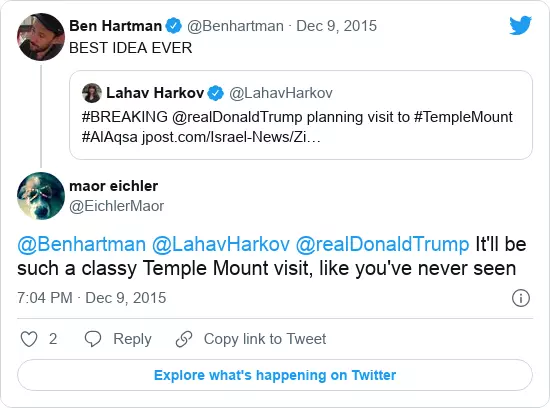 Ben Hartman @Benhartman · Dec 9, 2015
BEST IDEA EVER
Lahav Harkov @LahavHarkov
#BREAKING @realDonaldTrump planning visit to #TempleMount
#AlAqsa jpost.com/Israel-News/Zi…
maor eichler
@EichlerMaor
@Benhartman @LahavHarkov @realDonaldTrump It'll be
such a classy Temple Mount visit, like you've never seen
7:04 PM · Dec 9, 2015
2 Reply Copy link to Tweet
Explore what's happening on Twitter